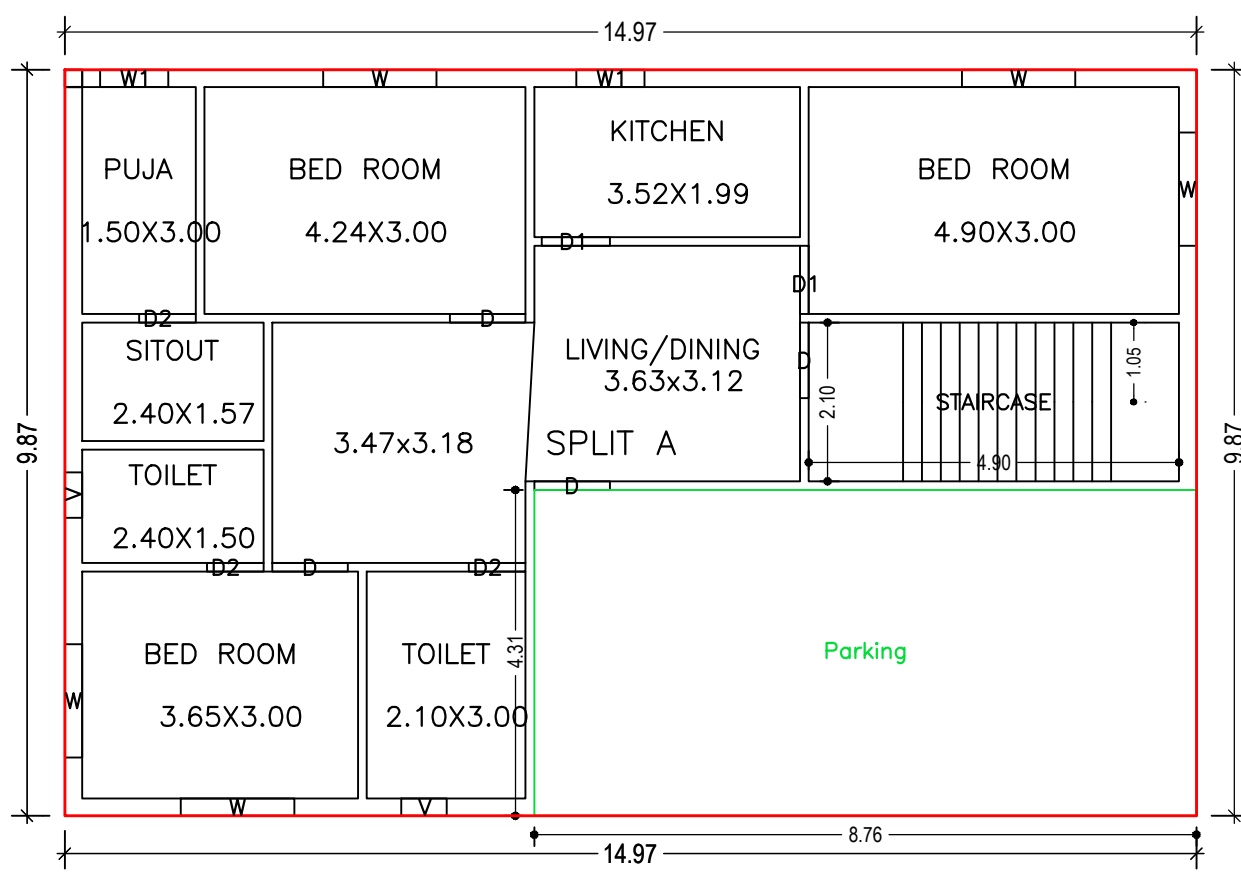 14.97
W1
W
W1
W
KITCHEN
3.52X1.99
PUJA
1.50X3.00
BED ROOM
4.24X3.00
BED ROOM
4.90X3.00
W
D1
D1
D2
D
SITOUT
2.40X1.57
LIVING/DINING
3.63x3.12
D
2.10
1.05
STAIRCASE
4.90
3.47x3.18
SPLIT A
9.87
9.87
TOILET
2.40X1.50
V
D
D2
D
D2
BED ROOM
3.65X3.00
TOILET
2.10X3.00
4.31
Parking
W
W
V
8.76
14.97